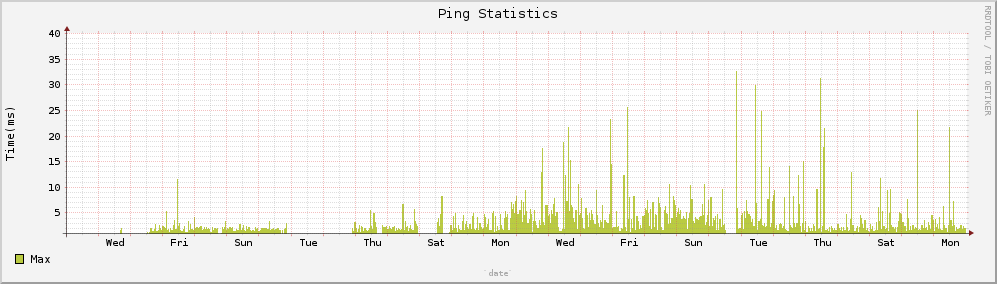 Ping Statistics
RRDTOOL / TOBI OETIKER
Time(ms)
40
35
30
25
20
15
10
5
Wed Fri Sun Tue Thu Sat Mon Wed Fri Sun Tue Thu Sat Mon
Max
`date`